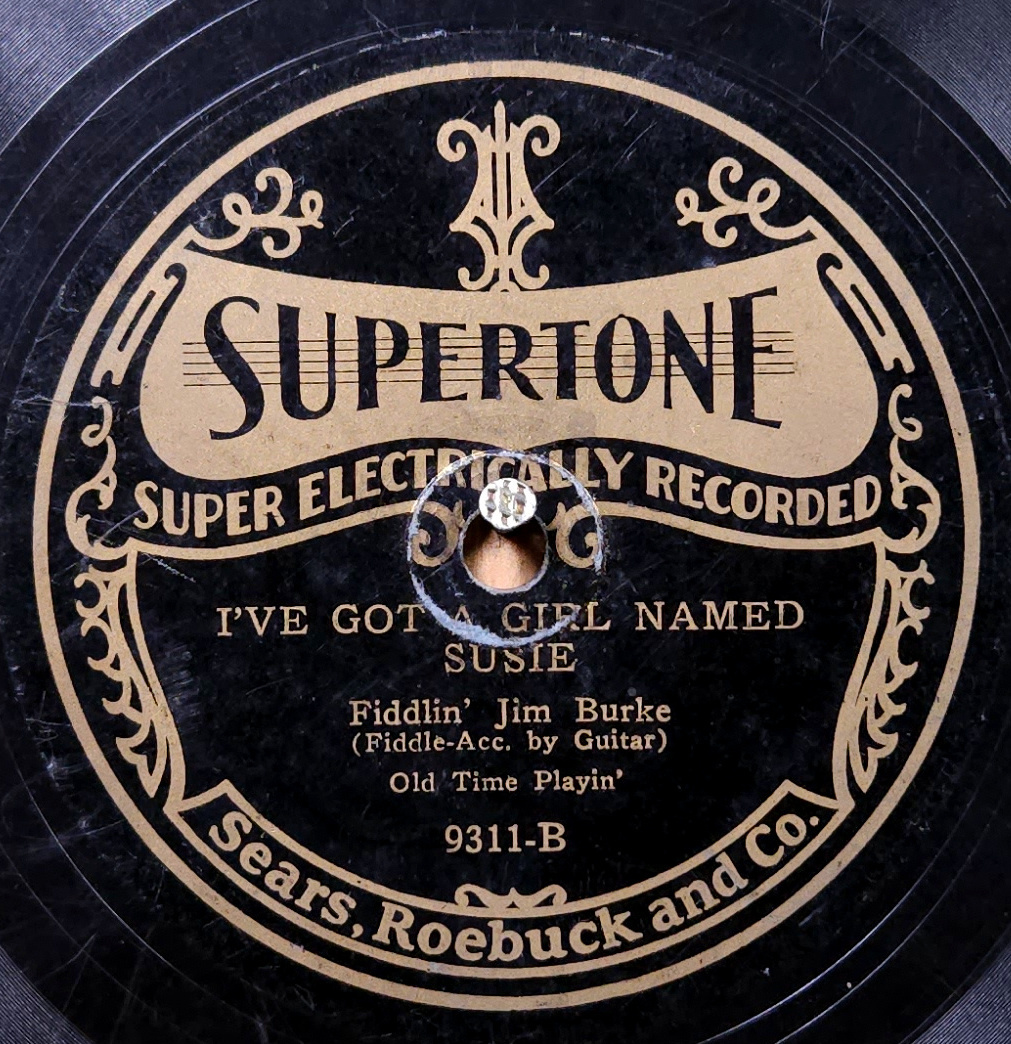 SUPERTONE
SUPER ELECTRICALLY RECORDED
I'VE GOT A GIRL NAMED
SUSIE
Fiddlin' Jim Burke
(Fiddle-Acc. by Guitar)
Old Time Playin'
9311-B
Sears, Roebuck and Co.